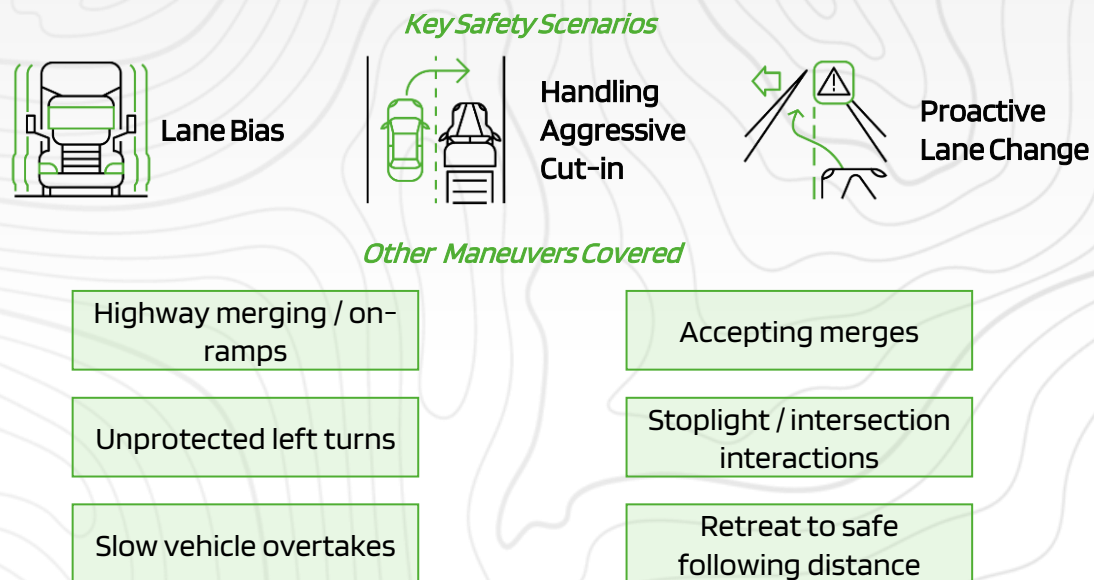 Key Safety Scenarios
Lane Bias
Handling
Aggressive
Cut-in
Proactive
Lane Change
Other Maneuvers Covered
Highway merging / on-
ramps
Accepting merges
Unprotected left turns
Stoplight / intersection
interactions
Slow vehicle overtakes
Retreat to safe
following distance